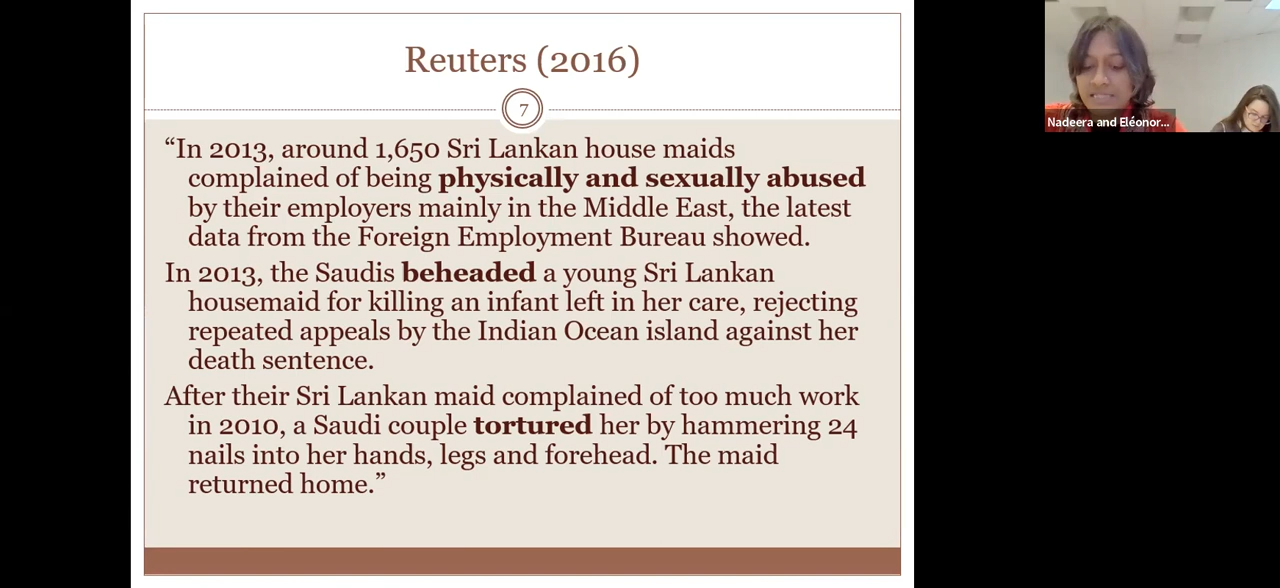 Reuters (2016)
7
“In 2013, around 1,650 Sri Lankan house maids
complained of being physically and sexually abused
by their employers mainly in the Middle East, the latest
data from the Foreign Employment Bureau showed.
In 2013, the Saudis beheaded a young Sri Lankan
housemaid for killing an infant left in her care, rejecting
repeated appeals by the Indian Ocean island against her
death sentence.
After their Sri Lankan maid complained of too much work
in 2010, a Saudi couple tortured her by hammering 24
nails into her hands, legs and forehead. The maid
returned home.”
Nadeera and Eléonor...